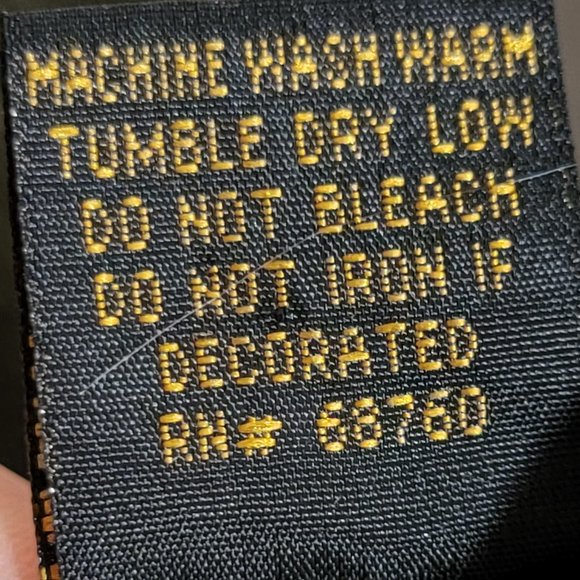 MACHINE WASH WARM
TUMBLE DRY LOW
DO NOT BLEACH
DO NOT IRON IF
DECORATED
RN# 68760